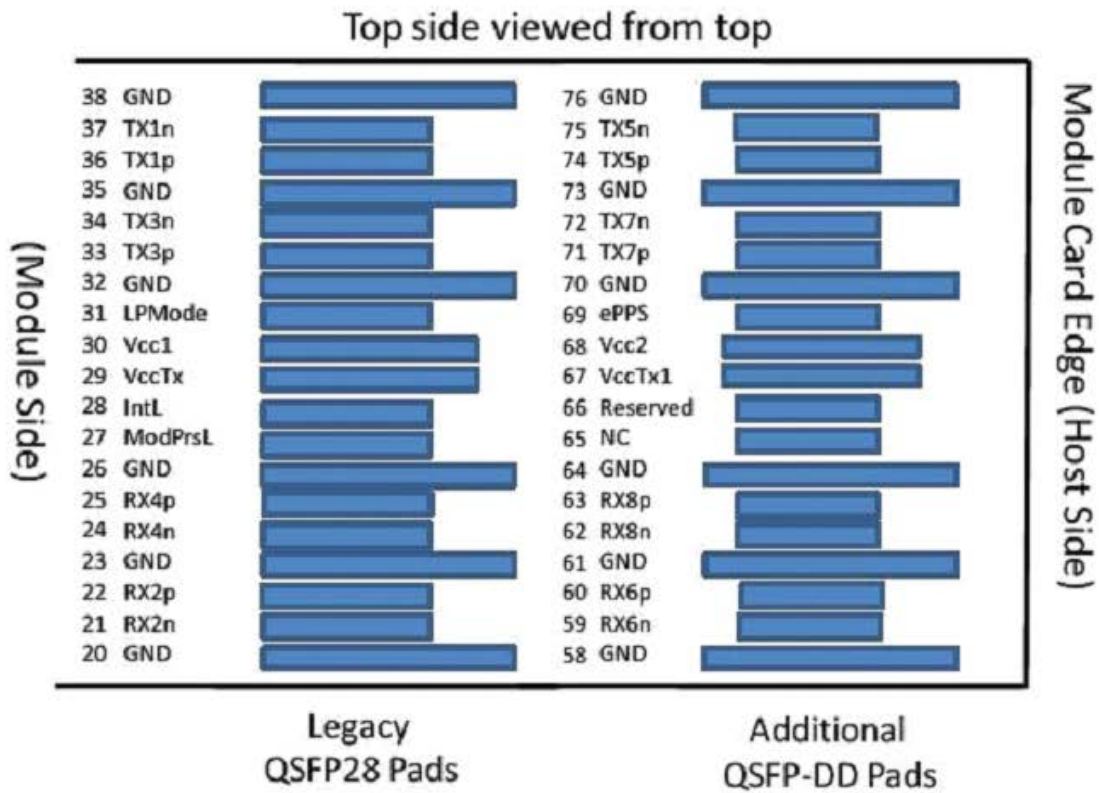 Top side viewed from top
38 GND 76 GND
37 TX1n 75 TX5n
36 TX1p 74 TX5p
35 GND 73 GND
34 TX3n 72 TX7n
33 TX3p 71 TX7p
32 GND 70 GND
31 LPMode 69 ePPS
30 Vcc1 68 Vcc2
29 VccTx 67 VccTx1
28 IntL 66 Reserved
27 ModPrsL 65 NC
26 GND 64 GND
25 RX4p 63 RX8p
24 RX4n 62 RX8n
23 GND 61 GND
22 RX2p 60 RX6p
21 RX2n 59 RX6n
20 GND 58 GND
(Module Side)
Module Card Edge (Host Side)
Legacy
QSFP28 Pads
Additional
QSFP-DD Pads